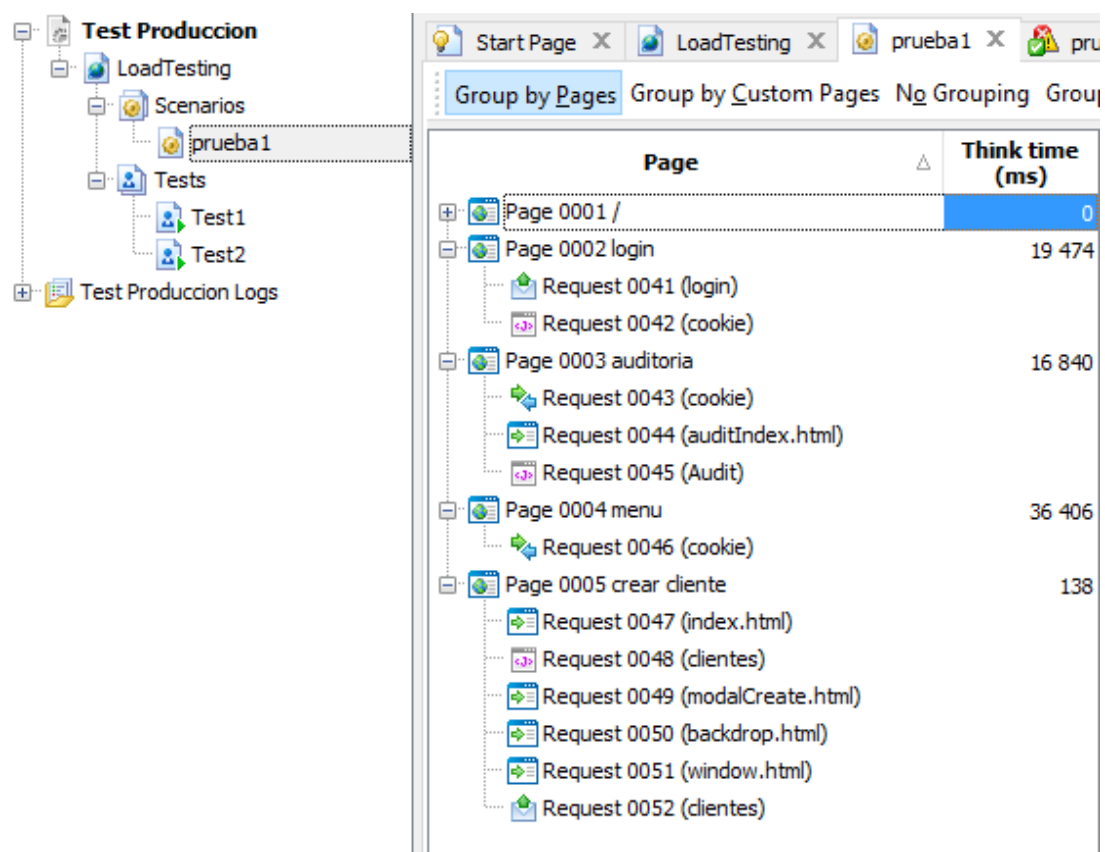 Test Produccion
LoadTesting
Scenarios
prueba1
Tests
Test1
Test2
Test Produccion Logs
Start Page LoadTesting prueba1 pru
Group by Pages Group by Custom Pages No Grouping Group
Page Think time (ms)
Page 0001 / 0
Page 0002 login 19 474
Request 0041 (login)
Request 0042 (cookie)
Page 0003 auditoria 16 840
Request 0043 (cookie)
Request 0044 (auditIndex.html)
Request 0045 (Audit)
Page 0004 menu 36 406
Request 0046 (cookie)
Page 0005 crear cliente 138
Request 0047 (index.html)
Request 0048 (clientes)
Request 0049 (modalCreate.html)
Request 0050 (backdrop.html)
Request 0051 (window.html)
Request 0052 (clientes)